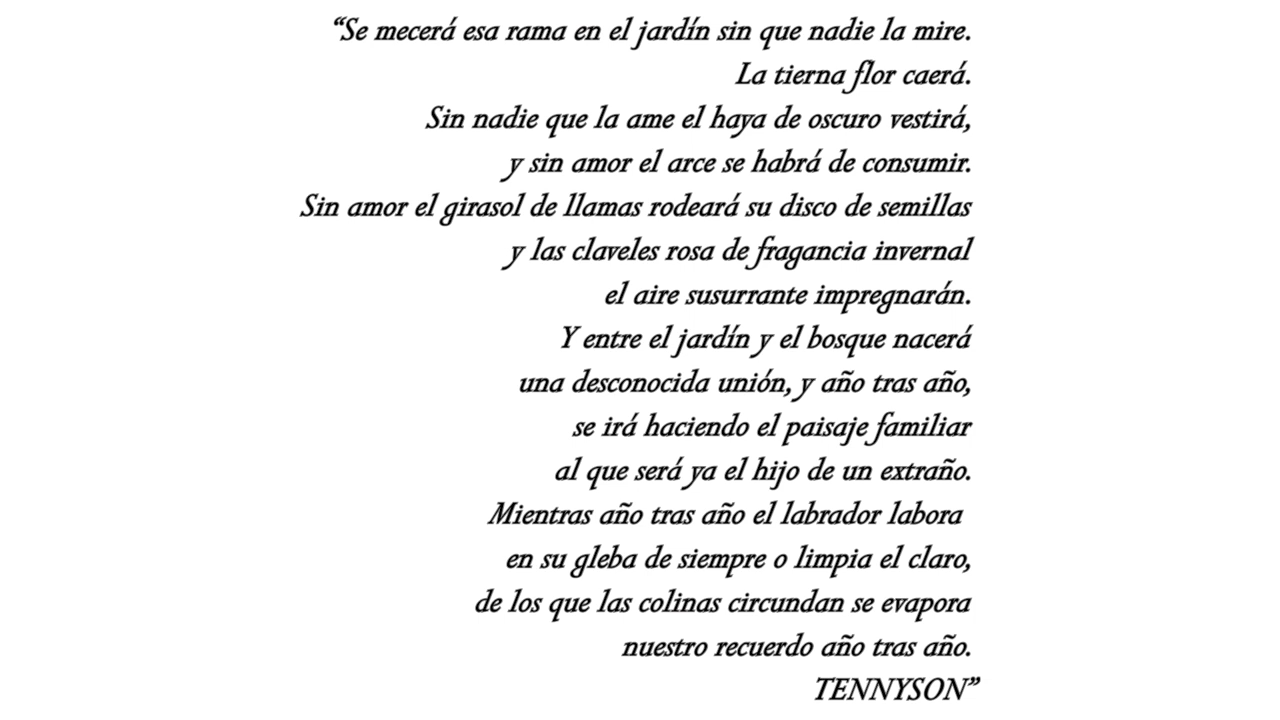 “Se mecerá esa rama en el jardín sin que nadie la mire.
La tierna flor caerá.
Sin nadie que la ame el haya de oscuro vestirá,
y sin amor el arce se habrá de consumir.
Sin amor el girasol de llamas rodeará su disco de semillas
y las claveles rosa de fragancia invernal
el aire susurrante impregnarán.
Y entre el jardín y el bosque nacerá
una desconocida unión, y año tras año,
se irá haciendo el paisaje familiar
al que será ya el hijo de un extraño.
Mientras año tras año el labrador labora
en su gleba de siempre o limpia el claro,
de los que las colinas circundan se evapora
nuestro recuerdo año tras año.
TENNYSON”